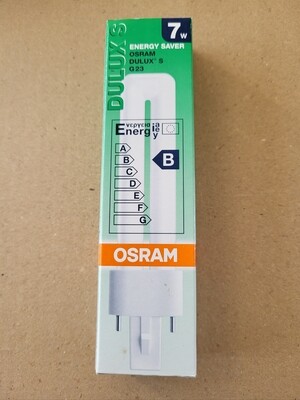 DULUX S
7w
ENERGY SAVER
OSRAM
DULUX® S
G23
Energy
A
B
C
D
E
F
G
B
OSRAM